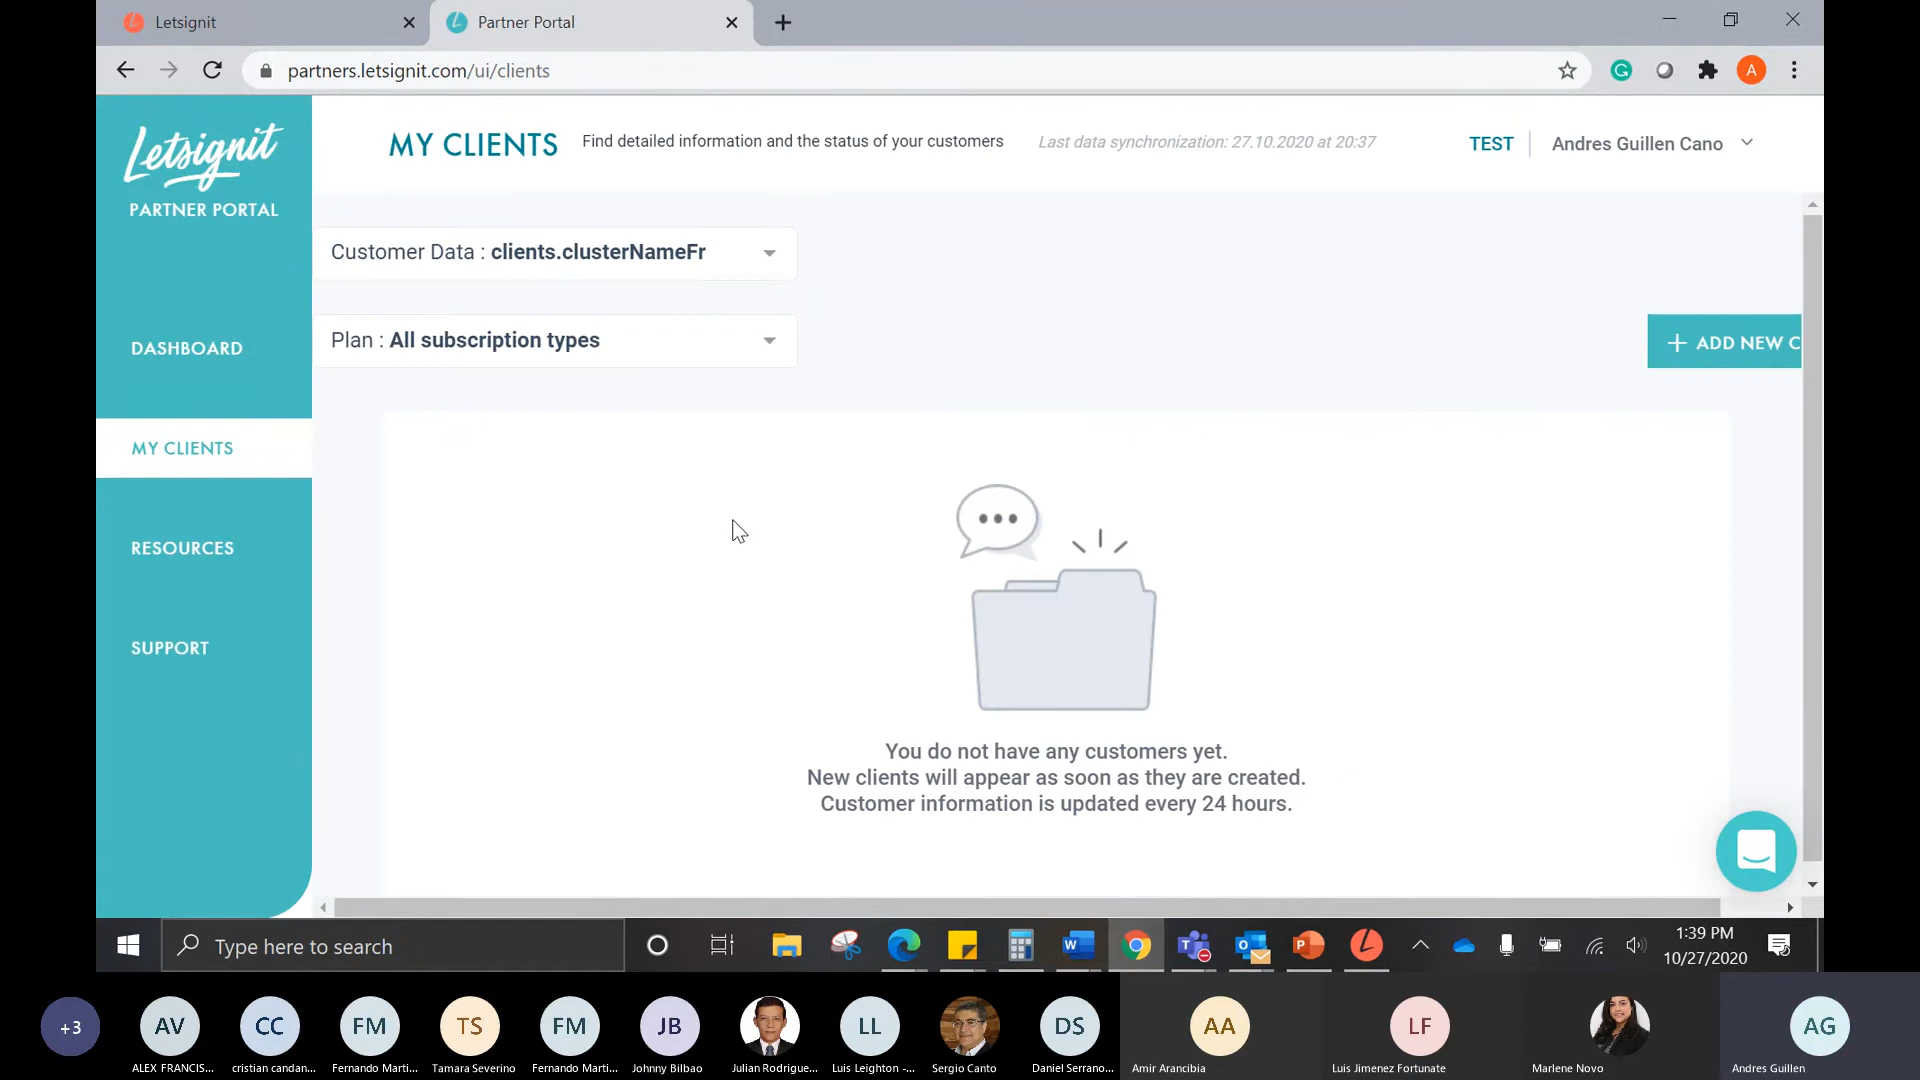 Letsignit
Partner Portal
partners.letsignit.com/ui/clients
A
Letsignit
PARTNER PORTAL
MY CLIENTS
Find detailed information and the status of your customers
Last data synchronization: 27.10.2020 at 20:37
TEST
Andres Guillen Cano
Customer Data : clients.clusterNameFr
Plan : All subscription types
+ ADD NEW C
DASHBOARD
MY CLIENTS
RESOURCES
SUPPORT
You do not have any customers yet.
New clients will appear as soon as they are created.
Customer information is updated every 24 hours.
Type here to search
1:39 PM
10/27/2020
+3
AV
CC
FM
TS
FM
JB
LL
DS
AA
LF
AG
ALEX FRANCIS...
cristian candan...
Fernando Marti...
Tamara Severino
Fernando Marti...
Johnny Bilbao
Julian Rodrigue...
Luis Leighton -...
Sergio Canto
Daniel Serrano...
Amir Arancibia
Luis Jimenez Fortunate
Marlene Novo
Andres Guillen